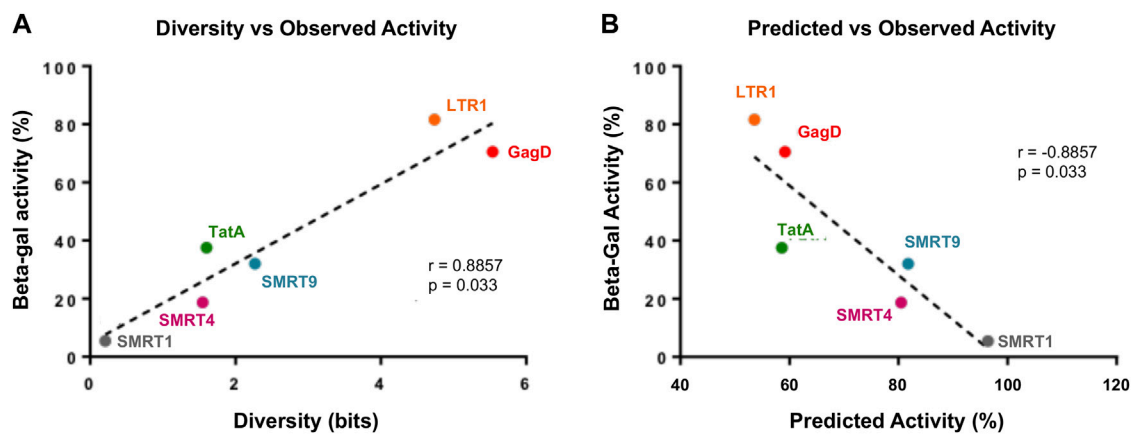 A
Diversity vs Observed Activity
Beta-gal activity (%)
100
80
60
40
20
0
0
2
4
6
Diversity (bits)
LTR1
GagD
TatA
SMRT9
SMRT4
SMRT1
r = 0.8857
p = 0.033
B
Predicted vs Observed Activity
Beta-Gal Activity (%)
100
80
60
40
20
0
40
60
80
100
120
Predicted Activity (%)
LTR1
GagD
TatA
SMRT9
SMRT4
SMRT1
r = -0.8857
p = 0.033